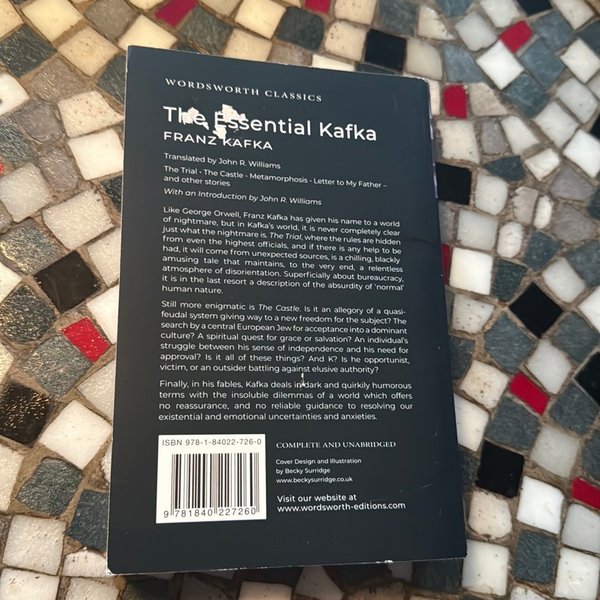 WORDSWORTH CLASSICS
The Essential Kafka
FRANZ KAFKA
Translated by John R. Williams
The Trial • The Castle • Metamorphosis • Letter to My Father –
and other stories
With an Introduction by John R. Williams
Like George Orwell, Franz Kafka has given his name to a world
of nightmare, but in Kafka's world, it is never completely clear
just what the nightmare is. The Trial, where the rules are hidden
from even the highest officials, and if there is any help to be
had, it will come from unexpected sources, is a chilling, blackly
amusing tale that maintains, to the very end, a relentless
atmosphere of disorientation. Superficially about bureaucracy,
it is in the last resort a description of the absurdity of 'normal'
human nature.
Still more enigmatic is The Castle. Is it an allegory of a quasi-
feudal system giving way to a new freedom for the subject? The
search by a central European Jew for acceptance into a dominant
culture? A spiritual quest for grace or salvation? An individual's
struggle between his sense of independence and his need for
approval? Is it all of these things? And K? Is he opportunist,
victim, or an outsider battling against elusive authority?
Finally, in his fables, Kafka deals in dark and quirkily humorous
terms with the insoluble dilemmas of a world which offers
no reassurance, and no reliable guidance to resolving our
existential and emotional uncertainties and anxieties.
ISBN 978-1-84022-726-0
9 781840 227260
COMPLETE AND UNABRIDGED
Cover Design and Illustration
by Becky Surridge
www.beckysurridge.co.uk
Visit our website at
www.wordsworth-editions.com